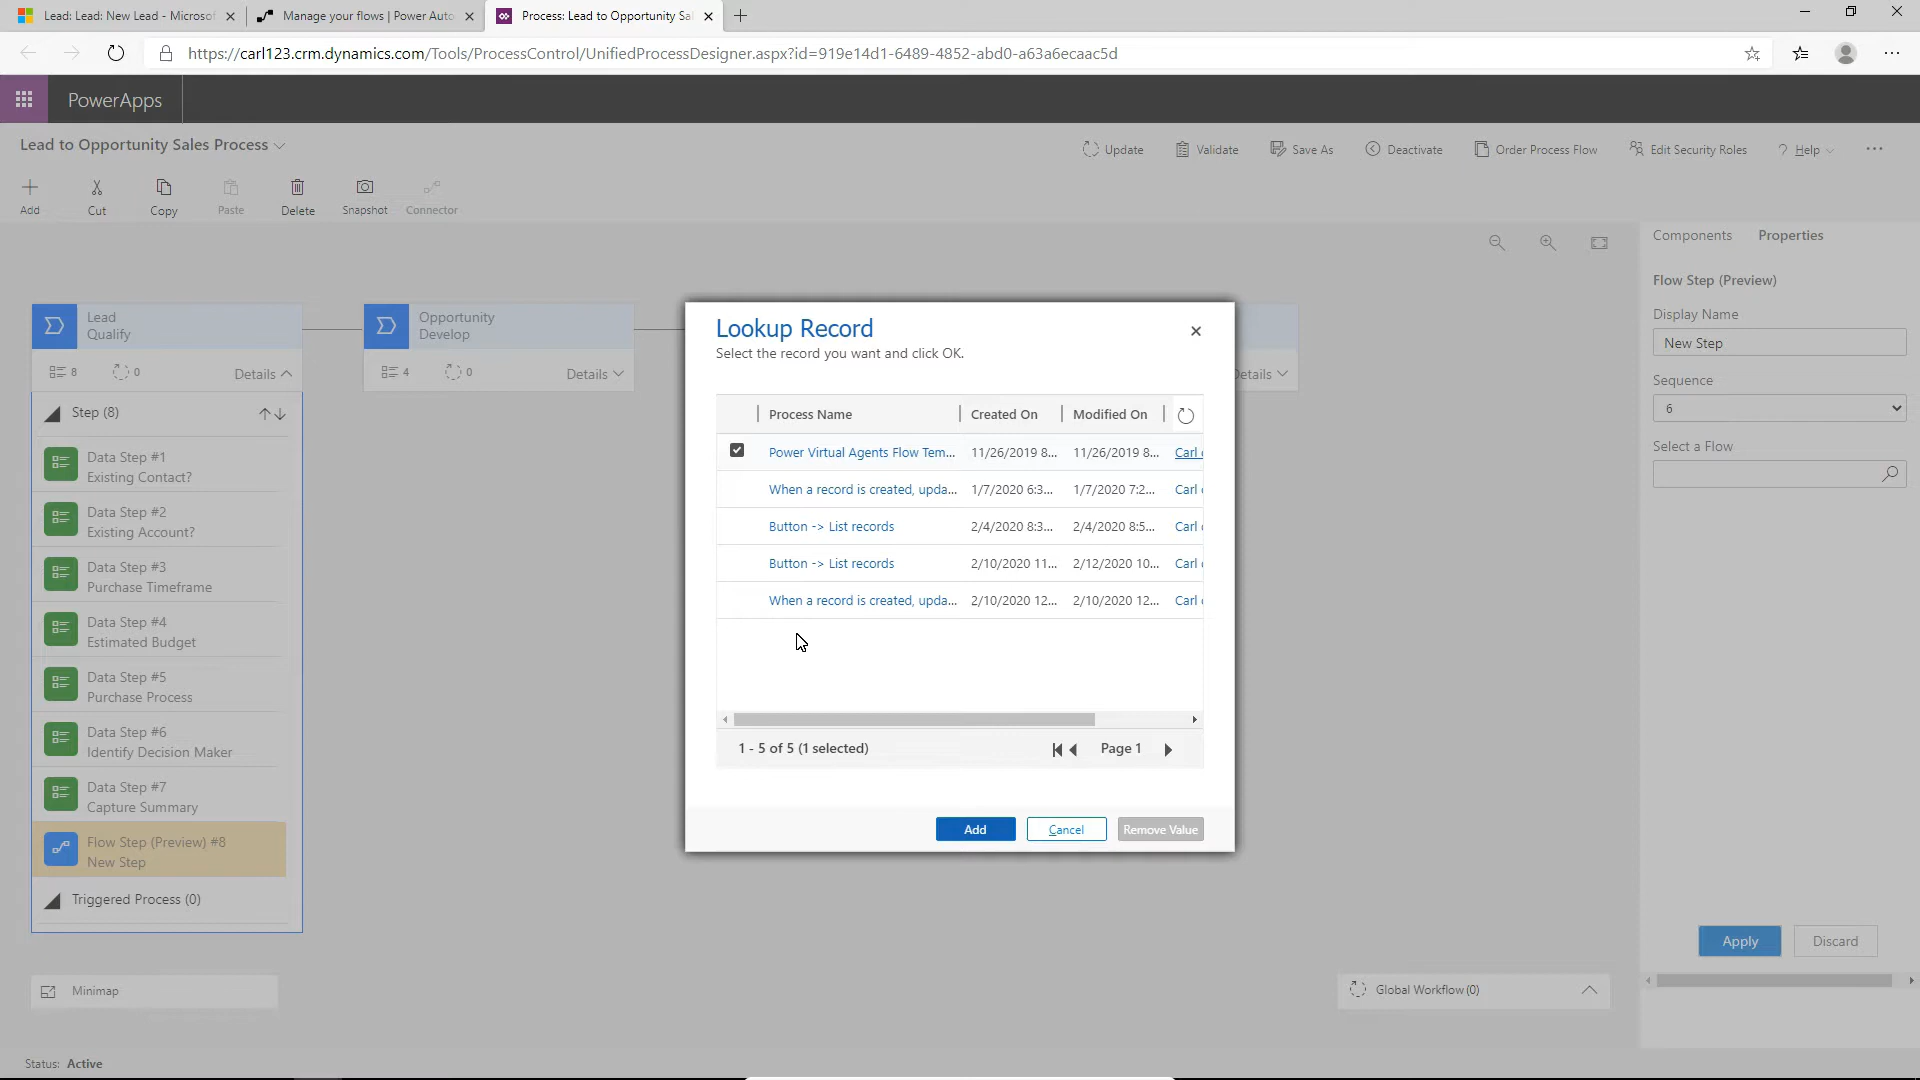 Lead: Lead: New Lead - Microsof
Manage your flows | Power Auto
Process: Lead to Opportunity Sa
https://carl123.crm.dynamics.com/Tools/ProcessControl/UnifiedProcessDesigner.aspx?id=919e14d1-6489-4852-abd0-a63a6ecaac5d
PowerApps
Lead to Opportunity Sales Process
Update
Validate
Save As
Deactivate
Order Process Flow
Edit Security Roles
? Help
Add
Cut
Copy
Paste
Delete
Snapshot
Connector
Components
Properties
Flow Step (Preview)
Display Name
New Step
Sequence
6
Select a Flow
Apply
Discard
Lead
Qualify
8
0
Details
Opportunity
Develop
4
0
Details
Details
Step (8)
Data Step #1
Existing Contact?
Data Step #2
Existing Account?
Data Step #3
Purchase Timeframe
Data Step #4
Estimated Budget
Data Step #5
Purchase Process
Data Step #6
Identify Decision Maker
Data Step #7
Capture Summary
Flow Step (Preview) #8
New Step
Triggered Process (0)
Lookup Record
Select the record you want and click OK.
Process Name
Created On
Modified On
Power Virtual Agents Flow Tem... 11/26/2019 8... 11/26/2019 8... Carl
When a record is created, upda... 1/7/2020 6:3... 1/7/2020 7:2... Carl
Button -> List records 2/4/2020 8:3... 2/4/2020 8:5... Carl
Button -> List records 2/10/2020 11... 2/12/2020 10... Carl
When a record is created, upda... 2/10/2020 12... 2/10/2020 12... Carl
1 - 5 of 5 (1 selected)
Page 1
Add
Cancel
Remove Value
Minimap
Global Workflow (0)
Status: Active